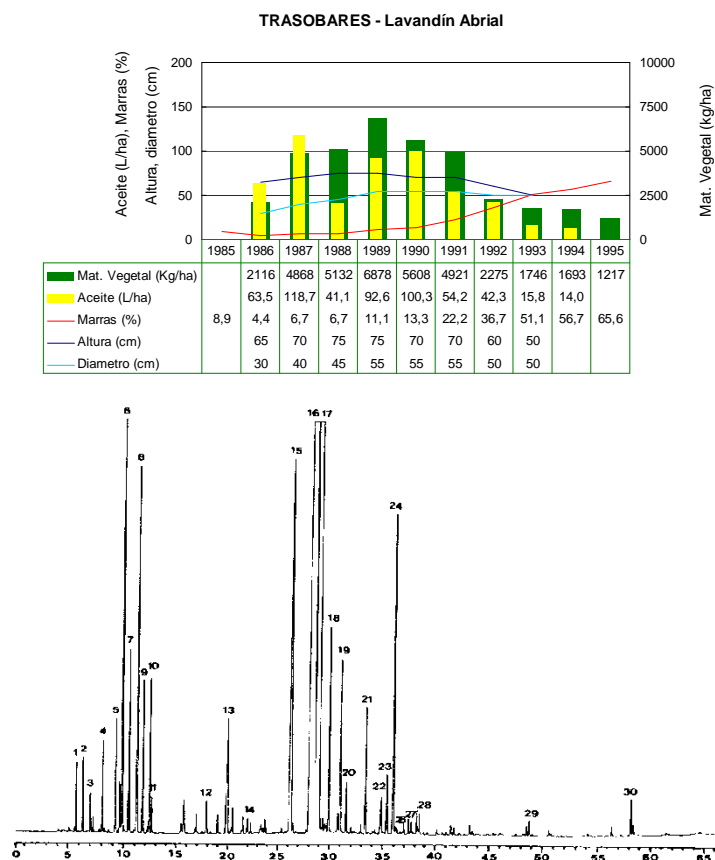 TRASOBARES - Lavandín Abrial
Aceite (L/ha), Marras (%)
Altura, diametro (cm)
Mat. Vegetal (kg/ha)
200
150
100
50
0
10000
7500
5000
2500
0
1985 1986 1987 1988 1989 1990 1991 1992 1993 1994 1995
Mat. Vegetal (Kg/ha) 2116 4868 5132 6878 5608 4921 2275 1746 1693 1217
Aceite (L/ha) 63,5 118,7 41,1 92,6 100,3 54,2 42,3 15,8 14,0
Marras (%) 8,9 4,4 6,7 6,7 11,1 13,3 22,2 36,7 51,1 56,7 65,6
Altura (cm) 65 70 75 75 70 70 60 50
Diametro (cm) 30 40 45 55 55 55 50 50
1 2 3 4 5 6 7 8 9 10 11 12 13 14 15 16 17 18 19 20 21 22 23 24 27 28 29 30
0 5 10 15 20 25 30 35 40 45 50 55 60 65